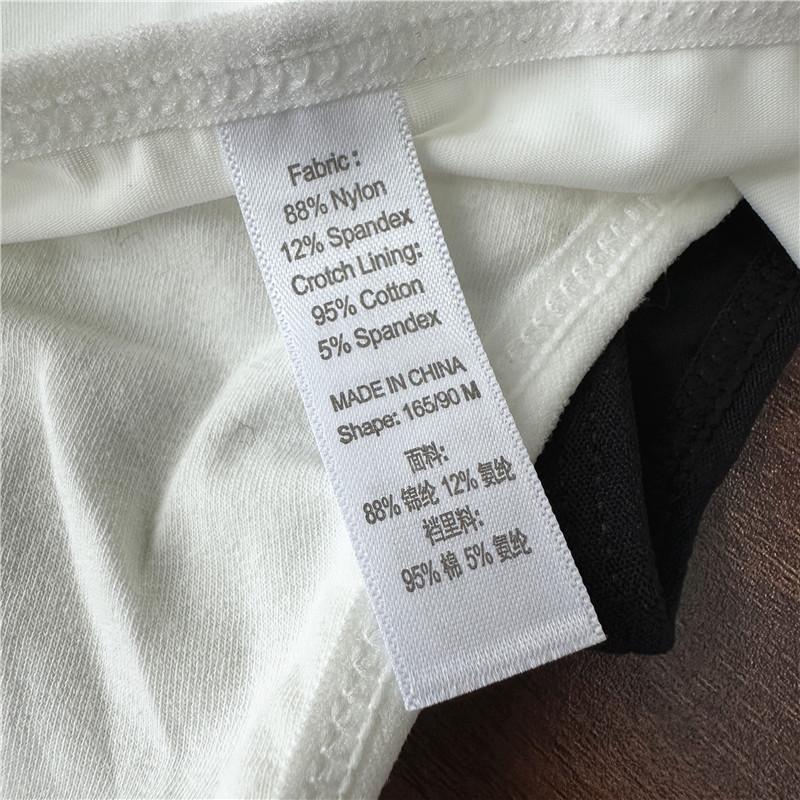 Fabric :
88% Nylon
12% Spandex
Crotch Lining:
95% Cotton
5% Spandex
MADE IN CHINA
Shape: 165/90 M
面料:
88% 锦纶 12% 氨纶
裆里料:
95% 棉 5% 氨纶